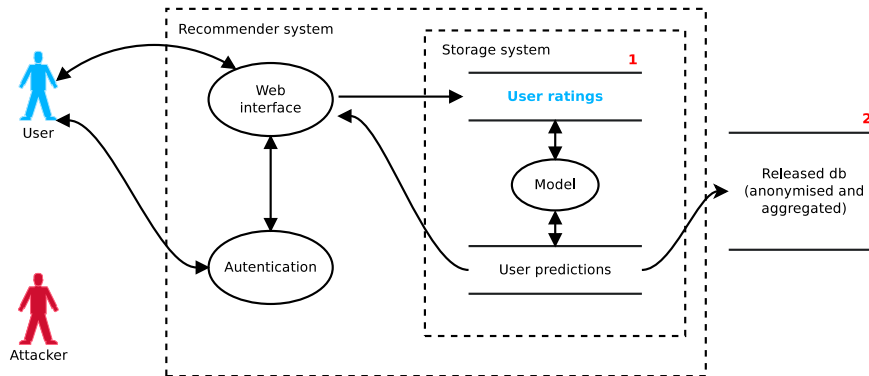 Recommender system
Storage system
1
Web
interface
User ratings
2
User
Released db
(anonymised and
aggregated)
Model
Autentication
User predictions
Attacker